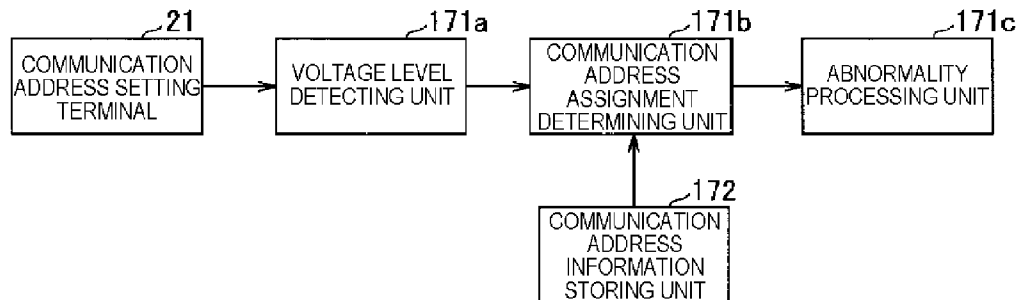 21
171a
171b
171c
COMMUNICATION
ADDRESS SETTING
TERMINAL
VOLTAGE LEVEL
DETECTING UNIT
COMMUNICATION
ADDRESS
ASSIGNMENT
DETERMINING UNIT
ABNORMALITY
PROCESSING UNIT
172
COMMUNICATION
ADDRESS
INFORMATION
STORING UNIT